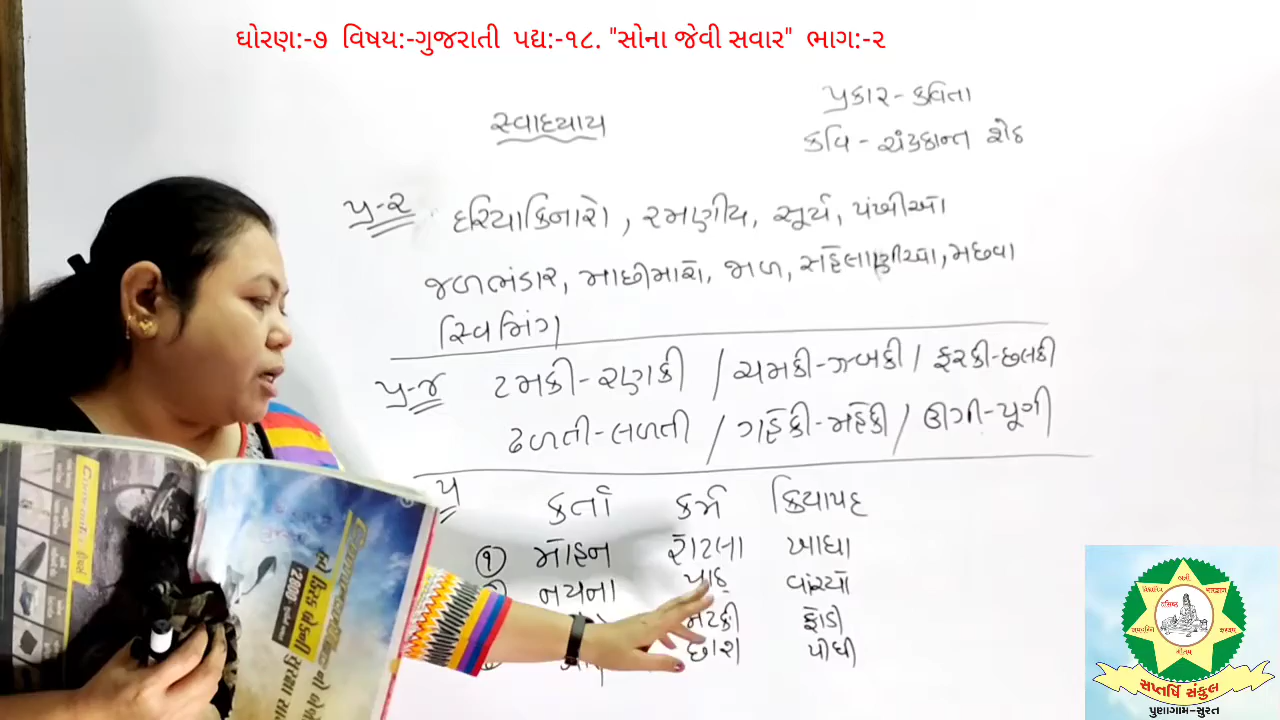 ધોરણ:-૭ વિષય:-ગુજરાતી પદ્ય:-૧૮. "સોના જેવી સવાર" ભાગ:-૨
પ્રકાર - કવિતા
સ્વાધ્યાય
કવિ - ચંદ્રકાન્ત શેઠ
પ્ર-૨ દરિયાકિનારો, રમણીય, સૂર્ય, પંખીઓ
જળભંડાર, માછીમારો, જાળ, સહેલાણીઓ, મછવા
સ્વિમિંગ
પ્ર-૪ ટમકી-રણકી / ચમકી-ઝબકી / ફરકી-છલકી
ઢળતી-લળતી / ગહેકી-મહેકી / ઊગી-પૂગી
૫ કર્તા કર્મ ક્રિયાપદ
૧ મોહન રોટલા ખાધા
નયના પાઠ વાંચ્યો
મટકી ફોડી
છાશ પીધી
સપ્તર્ષિ સંકુલ
પુણાગામ-સુરત